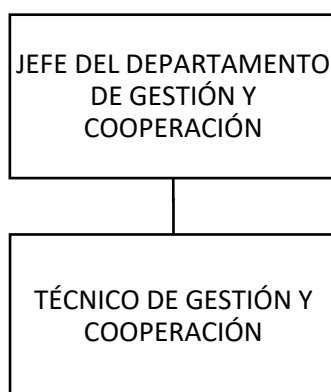 JEFE DEL DEPARTAMENTO
DE GESTIÓN Y
COOPERACIÓN
TÉCNICO DE GESTIÓN Y
COOPERACIÓN